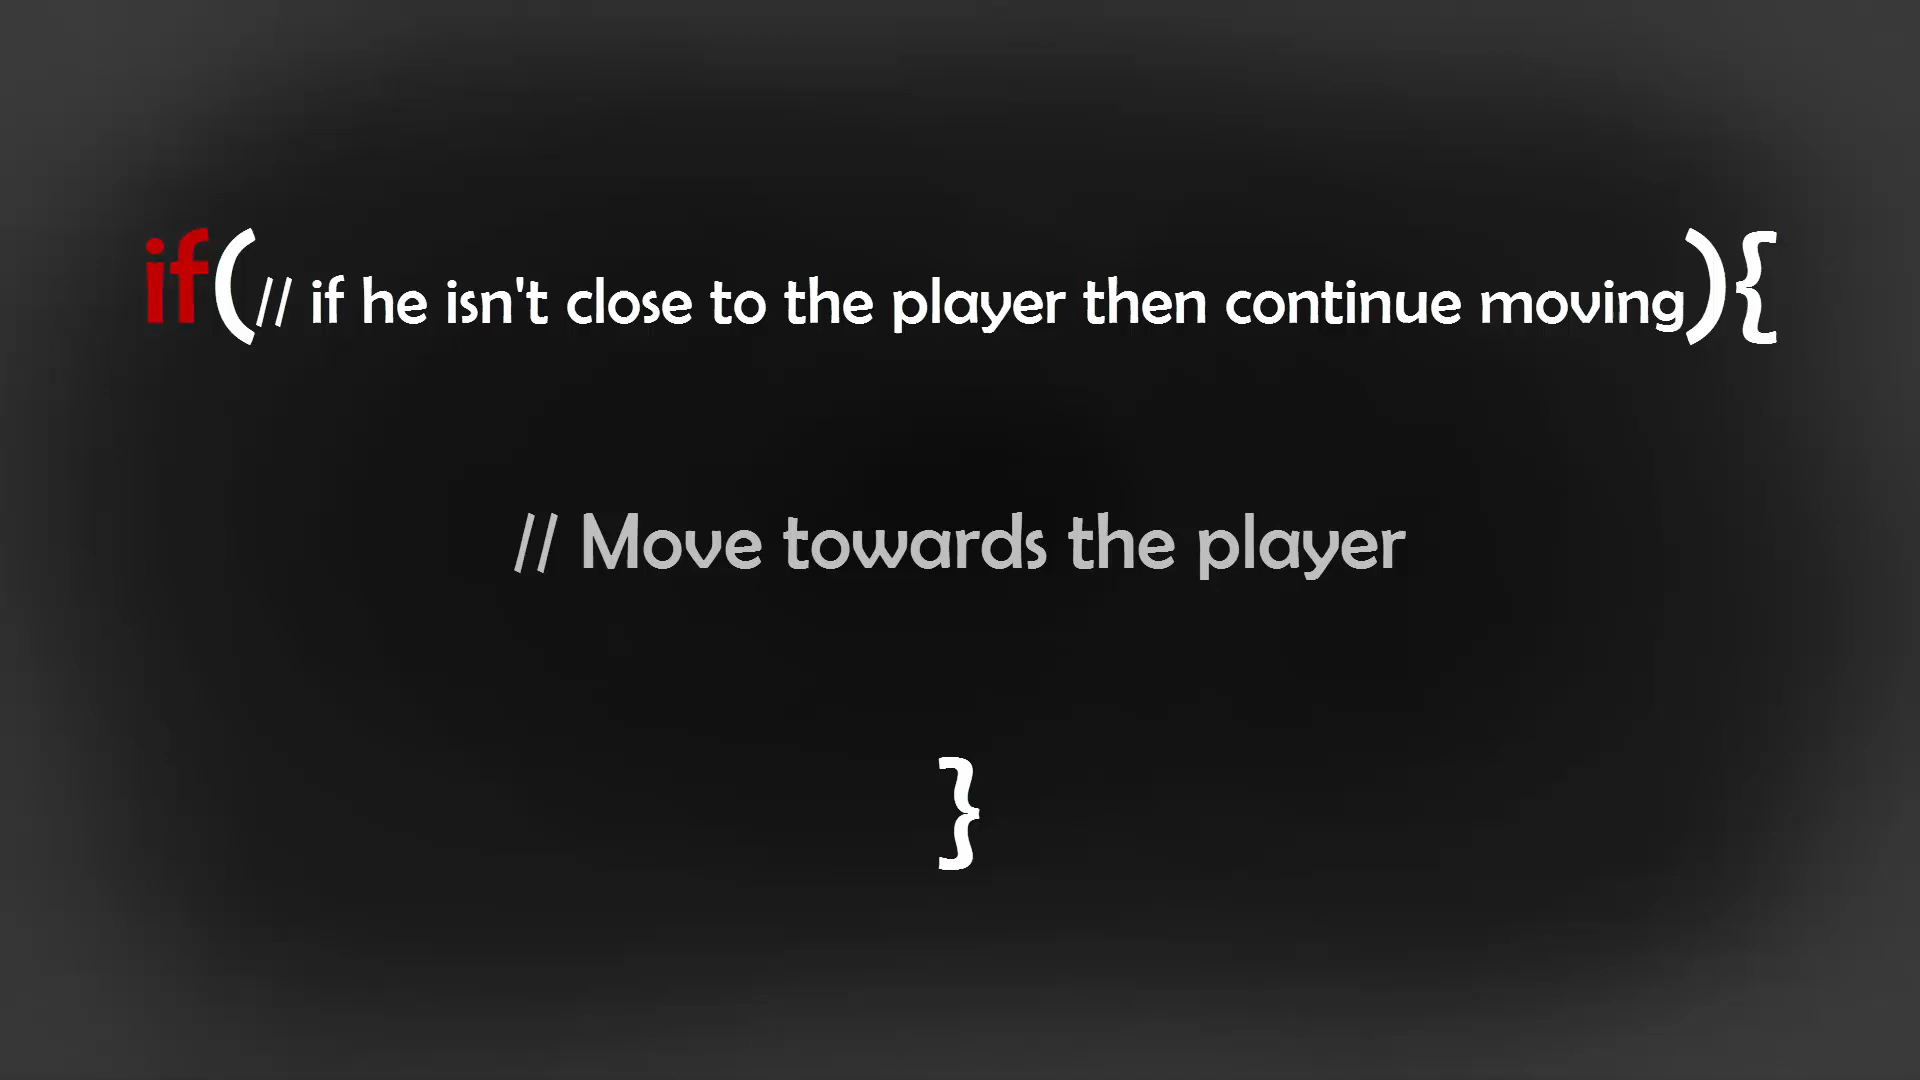 if(// if he isn't close to the player then continue moving){
// Move towards the player
}